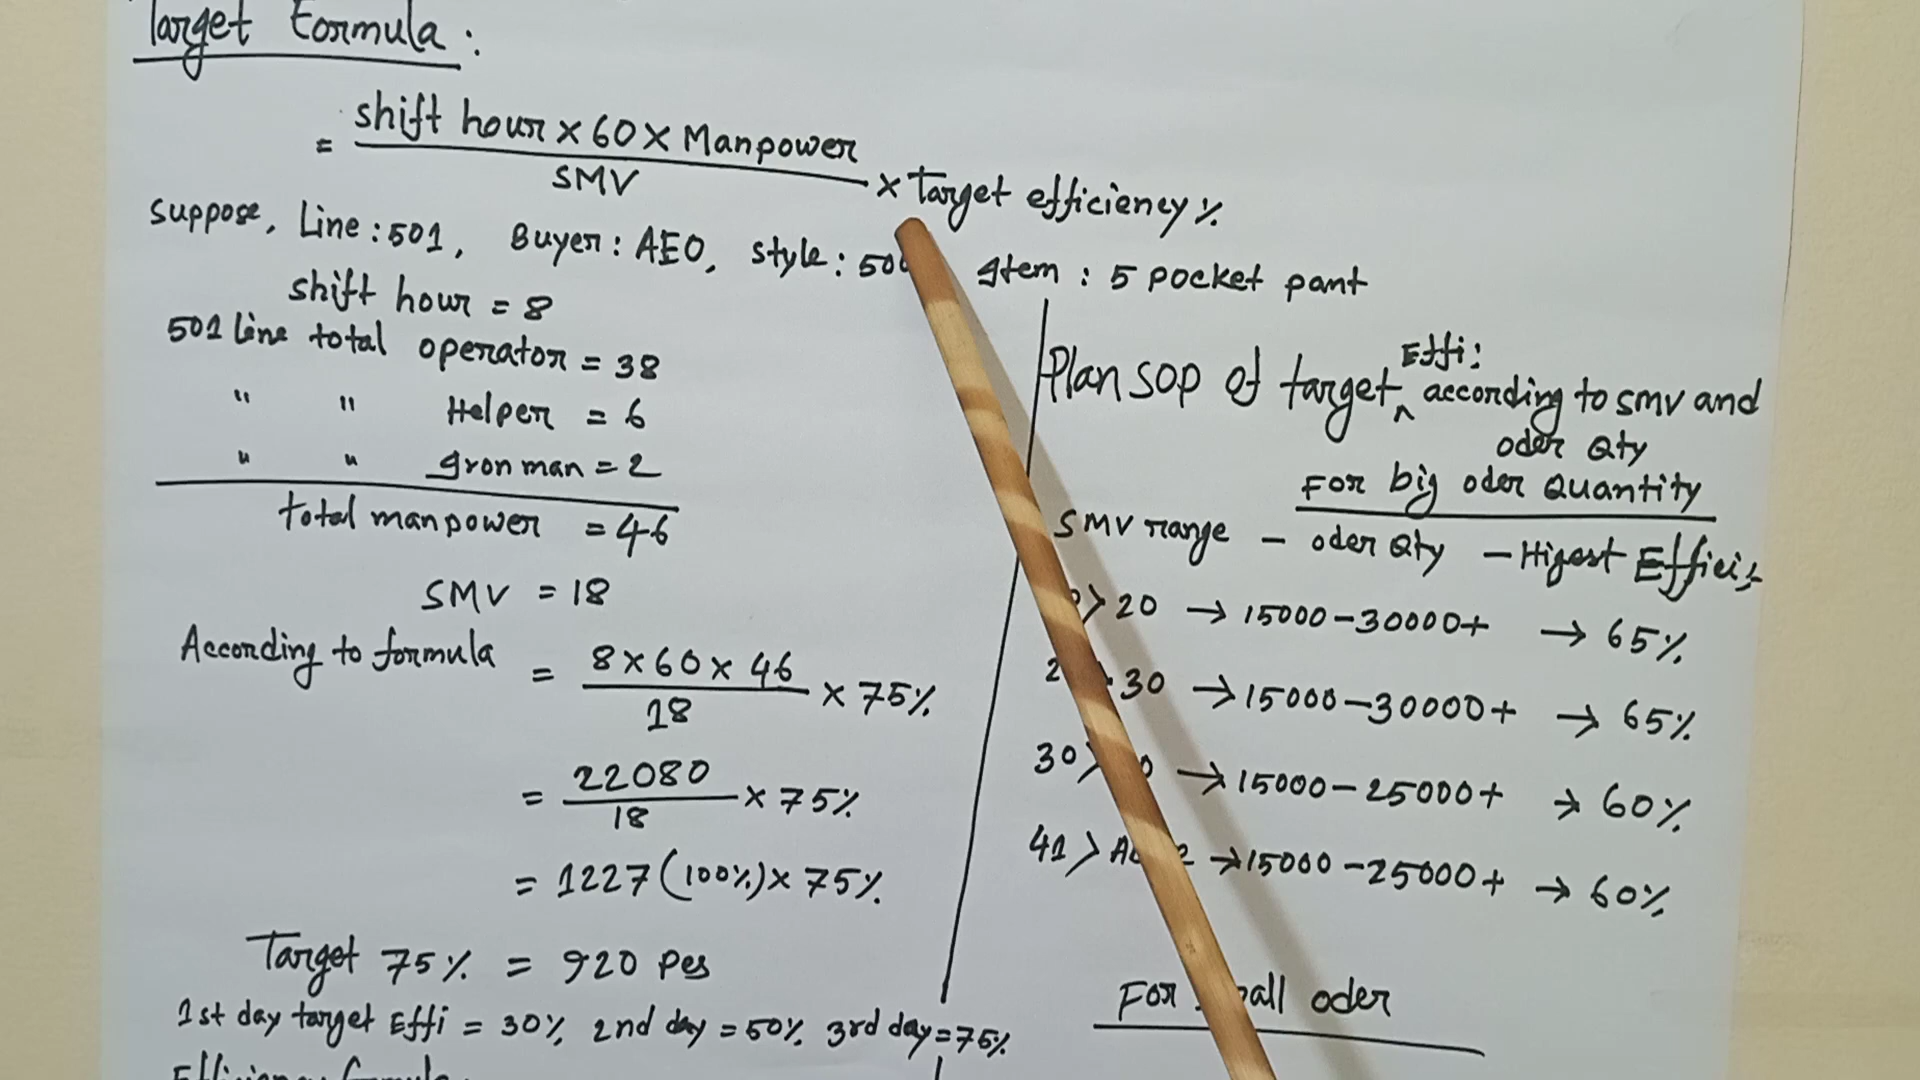 Target Formula :
= shift hour x 60 x Manpower
SMV
x Target efficiency %
Suppose, Line : 501, Buyer : AEO, Style : 50 Item : 5 Pocket pant
shift hour = 8
501 line total operator = 38
" " Helper = 6
" " Iron man = 2
total manpower = 46
SMV = 18
According to formula = 8 x 60 x 46
18
x 75%
= 22080
18
x 75%
= 1227 (100%) x 75%
Target 75% = 920 Pes
1st day target Effi = 30%, 2nd day = 50%, 3rd day = 75%
Plan SOP of target ^ Effi: according to smv and
oder Qty
For big oder Quantity
SMV range - oder Qty - Higest Efficis
> 20 → 15000-30000+ → 65%
30 → 15000-30000+ → 65%
30 > → 15000-25000+ → 60%
41 > → 15000-25000+ → 60%
For oder